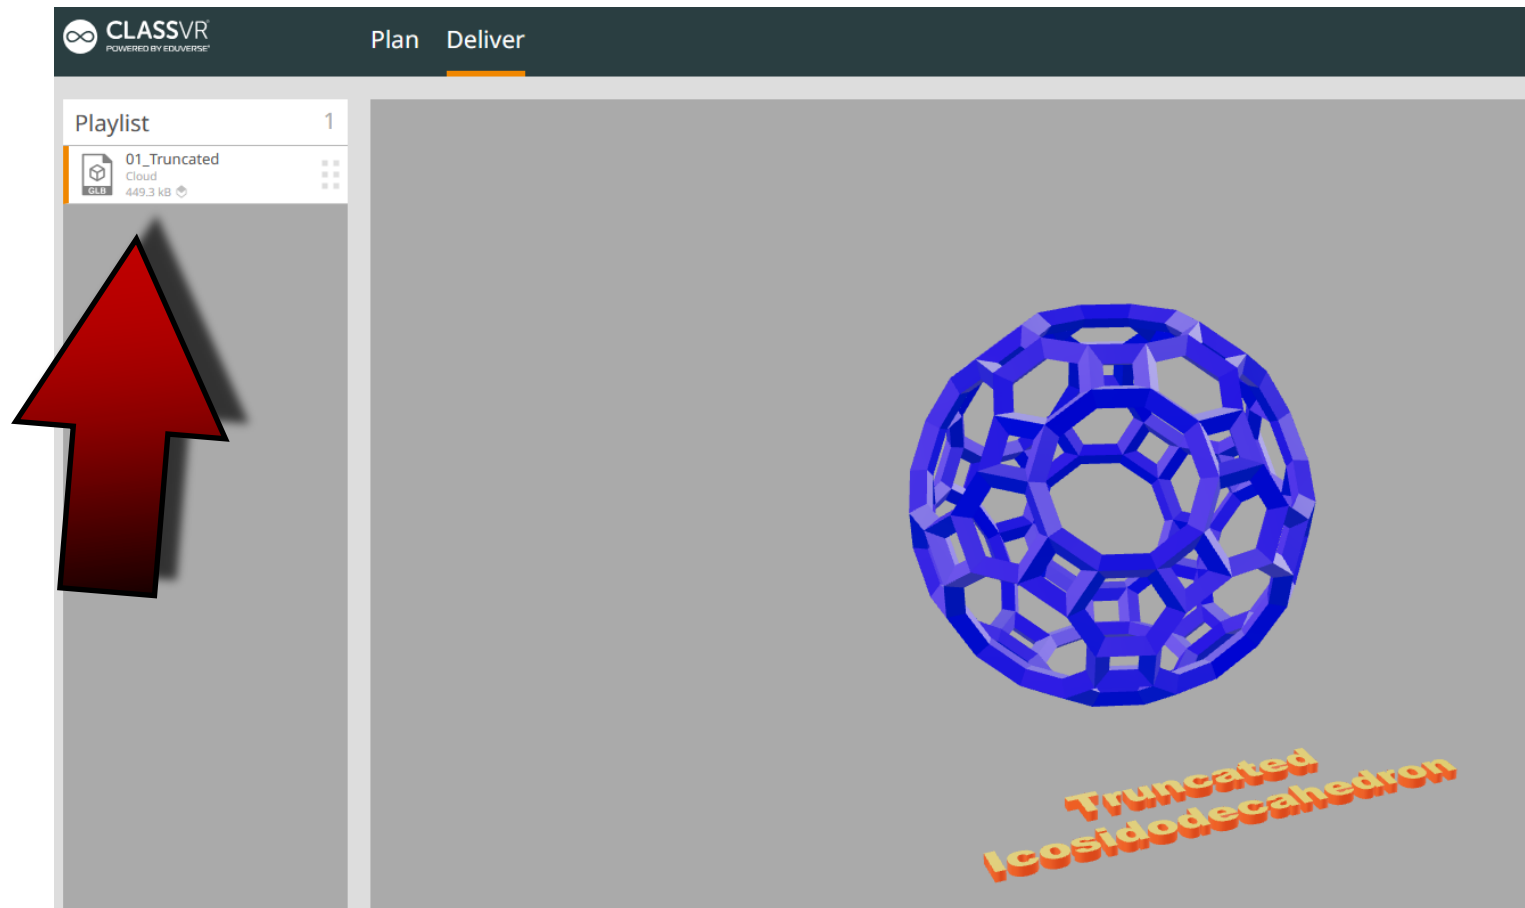 CLASSVR
POWERED BY EDUVERSE®
Plan Deliver
Playlist 1
01_Truncated
Cloud
GLB
449.3 kB
Truncated
Icosidodecahedron